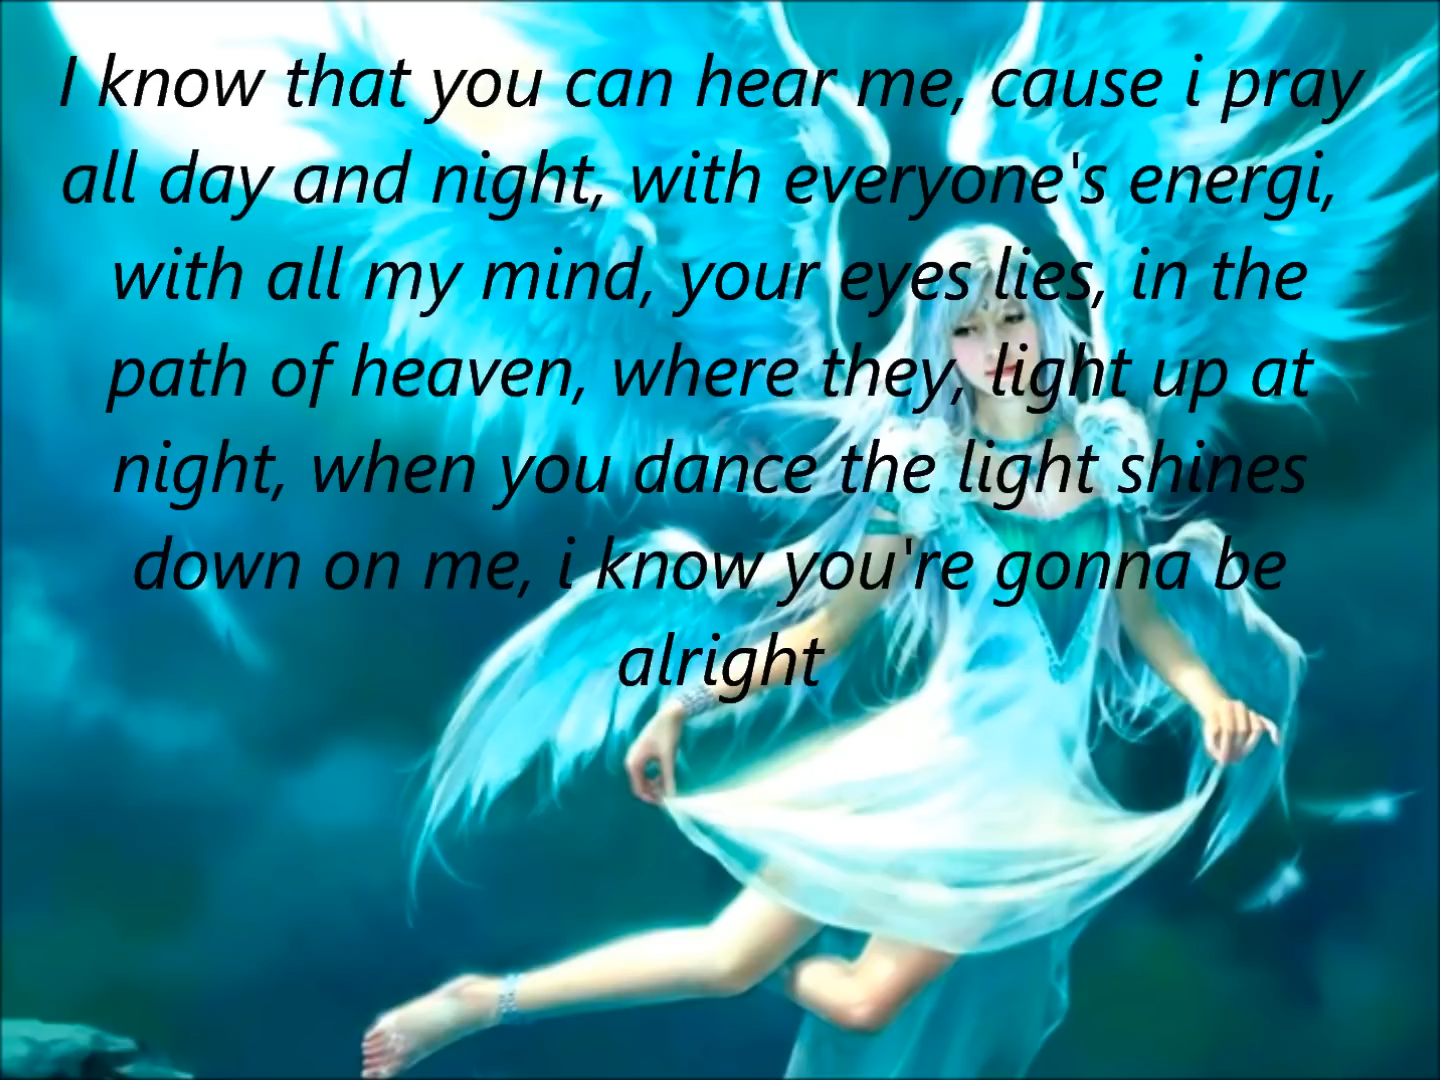 I know that you can hear me, cause i pray
all day and night, with everyone's energi,
with all my mind, your eyes lies, in the
path of heaven, where they, light up at
night, when you dance the light shines
down on me, i know you're gonna be
alright